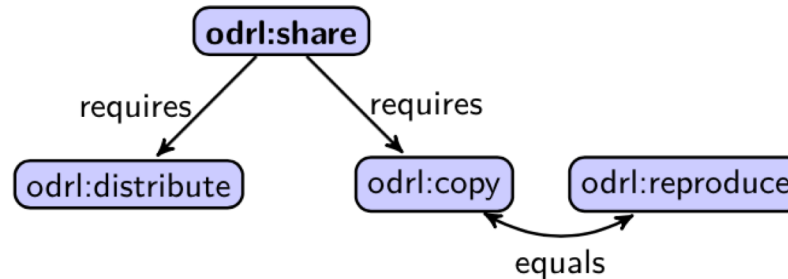 odrl:share
requires
requires
odrl:distribute
odrl:copy
odrl:reproduce
equals